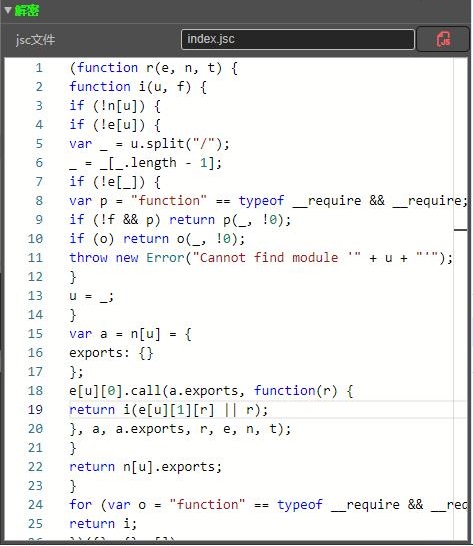 解密
jsc文件
index.jsc
JS
1 (function r(e, n, t) {
2 function i(u, f) {
3 if (!n[u]) {
4 if (!e[u]) {
5 var _ = u.split("/");
6 _ = _[_.length - 1];
7 if (!e[_]) {
8 var p = "function" == typeof __require && __require;
9 if (!f && p) return p(_, !0);
10 if (o) return o(_, !0);
11 throw new Error("Cannot find module '" + u + "'");
12 }
13 u = _;
14 }
15 var a = n[u] = {
16 exports: {}
17 };
18 e[u][0].call(a.exports, function(r) {
19 return i(e[u][1][r] || r);
20 }, a, a.exports, r, e, n, t);
21 }
22 return n[u].exports;
23 }
24 for (var o = "function" == typeof __require && __req
25 return i;
26 })({}, {}, [])